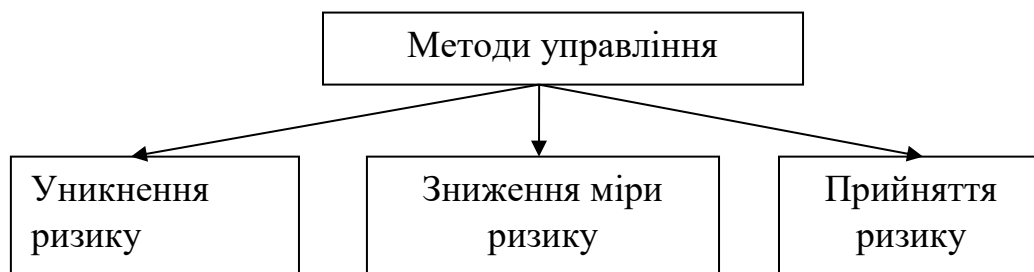 Методи управління
Уникнення
ризику
Зниження міри
ризику
Прийняття
ризику